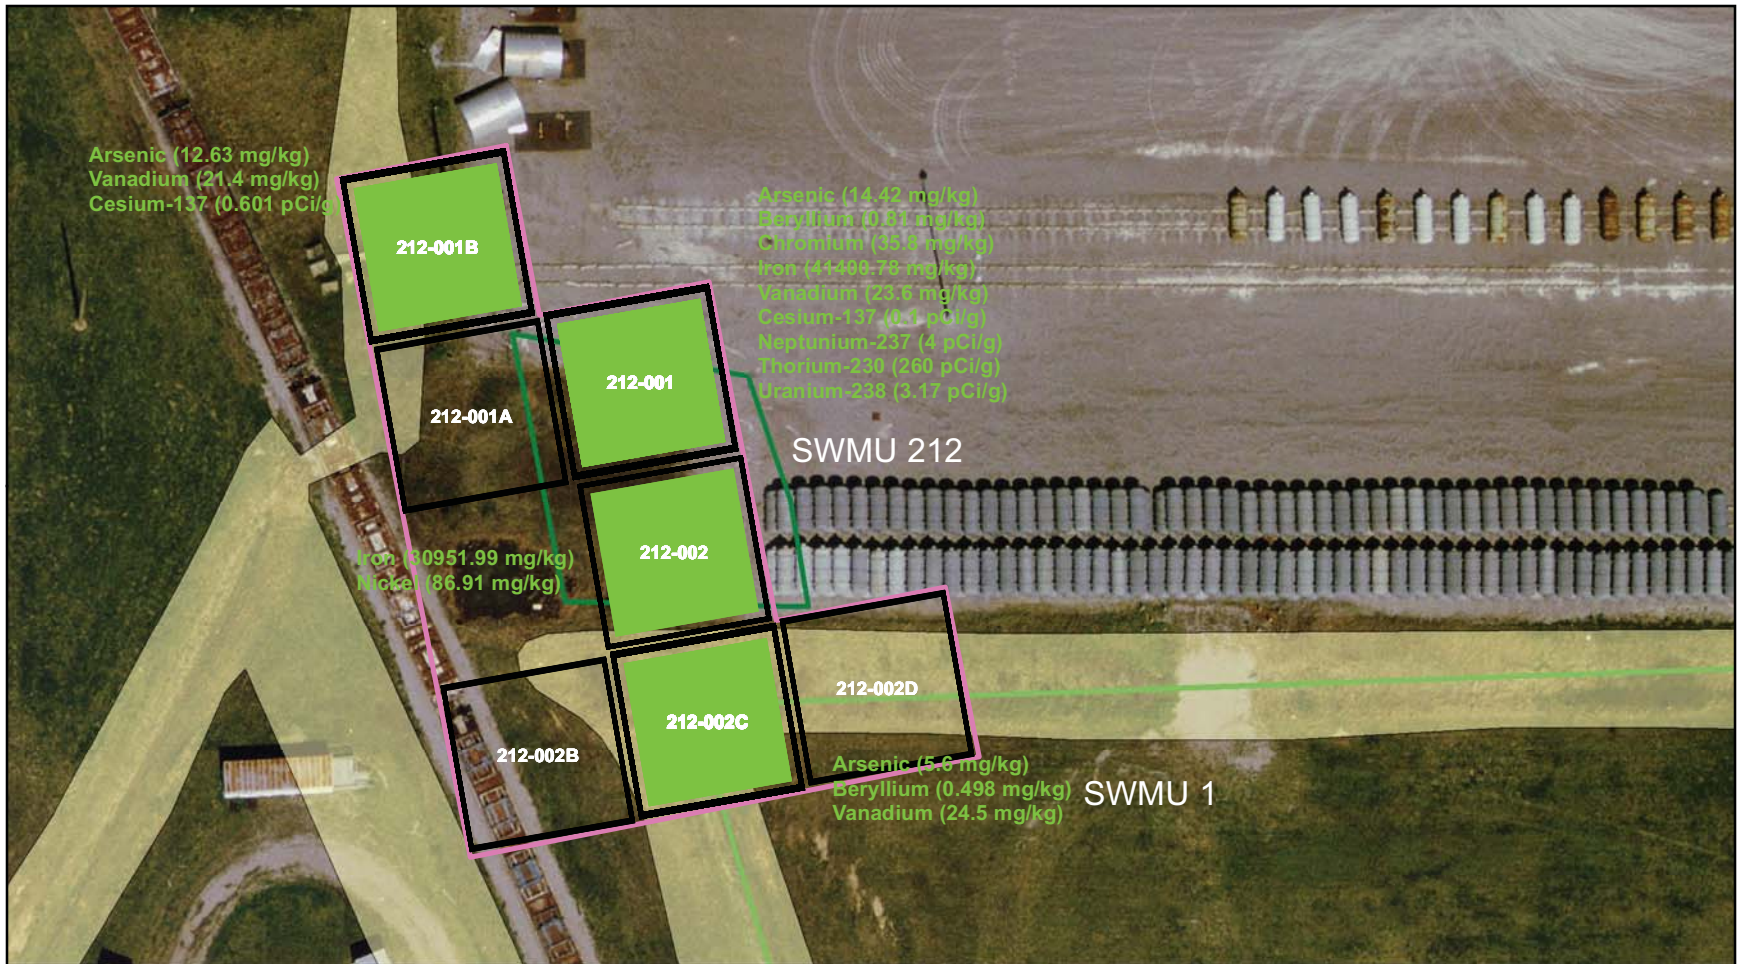 Arsenic (12.63 mg/kg)
Vanadium (21.4 mg/kg)
Cesium-137 (0.601 pCi/g
212-001B
Arsenic (14.42 mg/kg)
Beryllium (0.81 mg/kg)
Chromium (35.8 mg/kg)
Iron (41400.78 mg/kg)
Vanadium (23.6 mg/kg)
Cesium-137 pCi/g)
Neptunium-237 (4 pCi/g)
Thorium-230 (260 pCi/g)
Uranium-238 (3.17 pCi/g)
212-001
212-001A
SWMU 212
Iron (30951.99 mg/kg)
Nickel (86.91 mg/kg)
212-002
212-002D
212-002C
212-002B
Arsenic (5.6 mg/kg)
Beryllium (0.498 mg/kg)
Vanadium (24.5 mg/kg)
SWMU 1